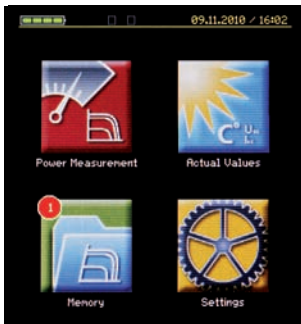 09.11.2010 / 16:02
Power Measurement
C° U
Actual Values
1
Memory
Settings